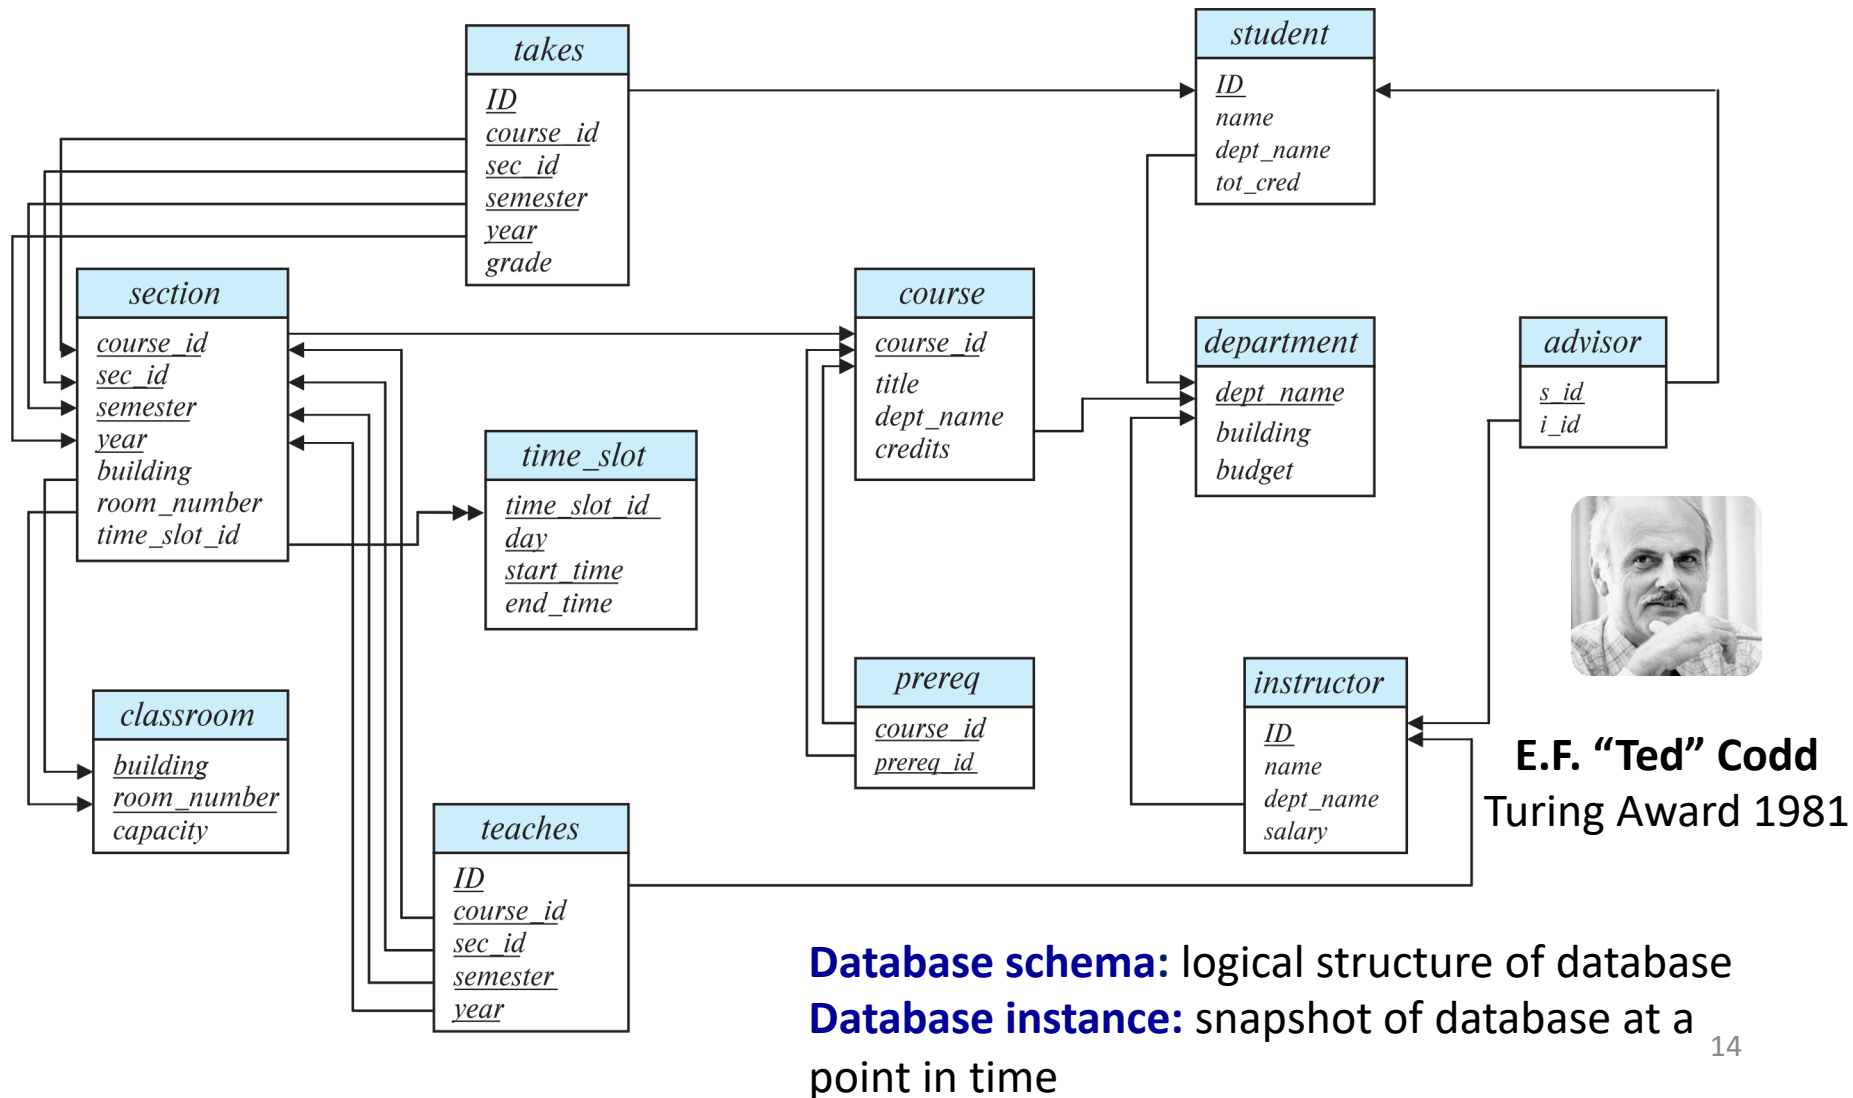 takes
ID
course_id
sec_id
semester
year
grade
student
ID
name
dept_name
tot_cred
section
course_id
sec_id
semester
year
building
room_number
time_slot_id
course
course_id
title
dept_name
credits
department
dept_name
building
budget
advisor
s_id
i_id
time_slot
time_slot_id
day
start_time
end_time
classroom
building
room_number
capacity
prereq
course_id
prereq_id
instructor
ID
name
dept_name
salary
E.F. “Ted” Codd
Turing Award 1981
teaches
ID
course_id
sec_id
semester
year
Database schema: logical structure of database
Database instance: snapshot of database at a
point in time
14